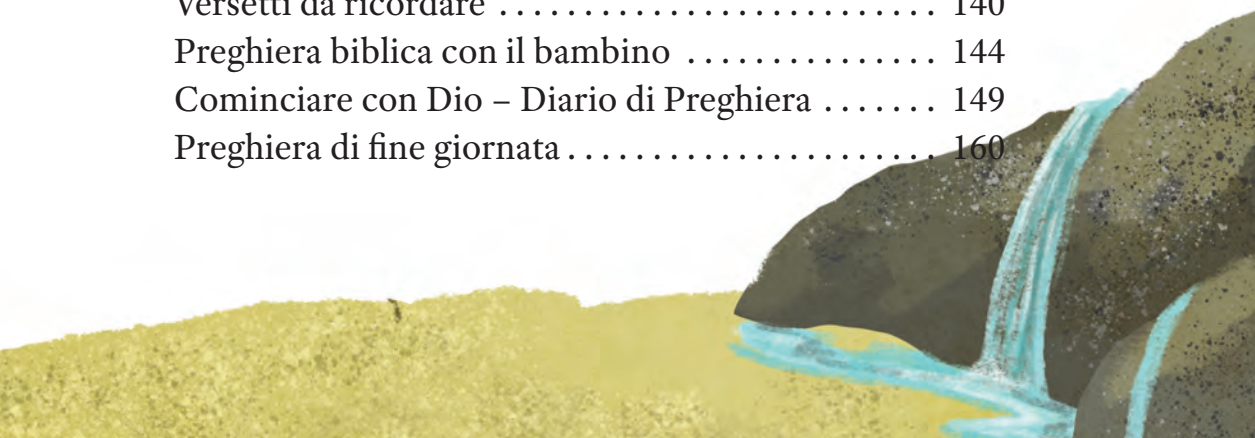 Versetti da ricordare . . . . . . . . . . . . . . . . . . . . . . . . . . 140
Preghiera biblica con il bambino . . . . . . . . . . . . . . . 144
Cominciare con Dio – Diario di Preghiera . . . . . . . 149
Preghiera di fine giornata . . . . . . . . . . . . . . . . . . . . . . 160